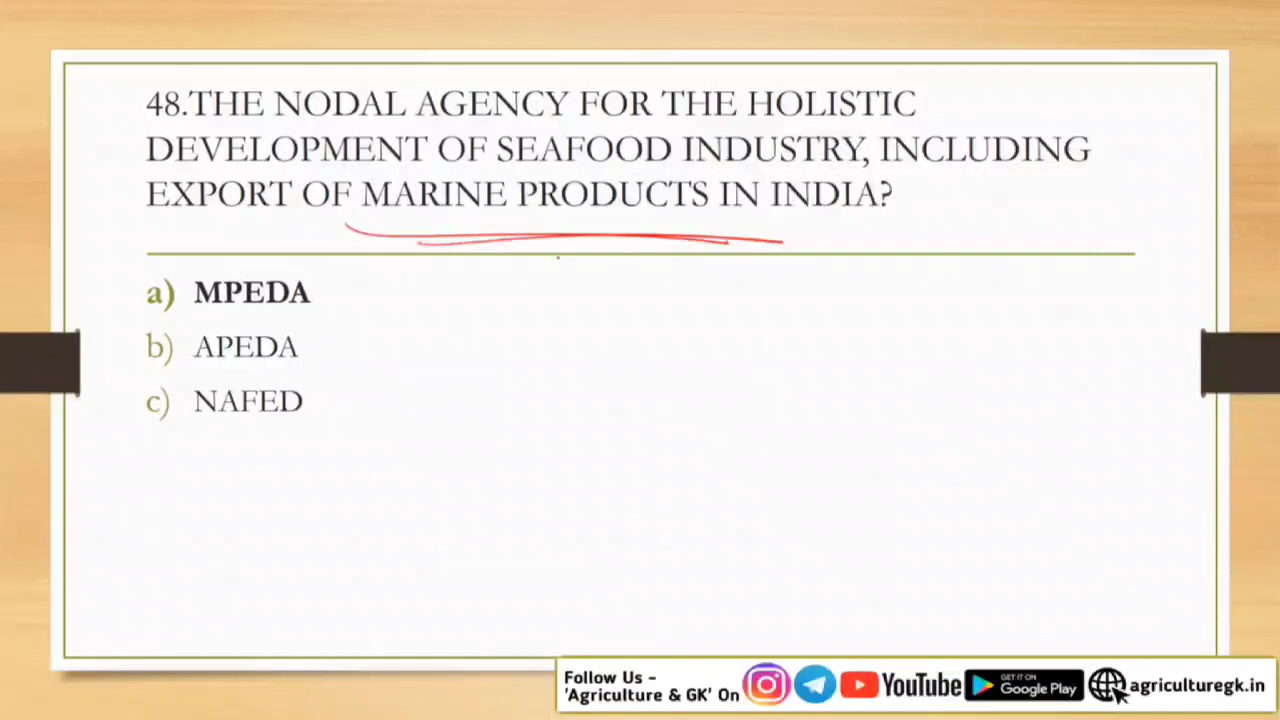 48.THE NODAL AGENCY FOR THE HOLISTIC
DEVELOPMENT OF SEAFOOD INDUSTRY, INCLUDING
EXPORT OF MARINE PRODUCTS IN INDIA?
a) MPEDA
b) APEDA
c) NAFED
Follow Us -
'Agriculture & GK' On
YouTube
GET IT ON
Google Play
agriculturegk.in